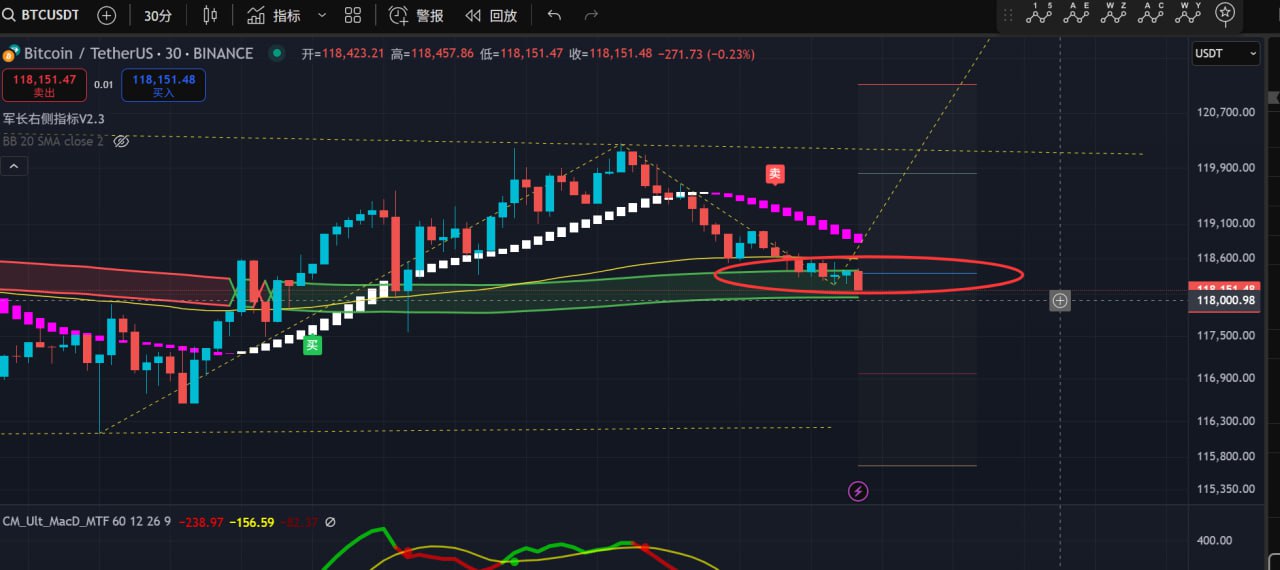 BTCUSDT 30分 指标 警报 回放
1 5 A E W Z A C W Y
Bitcoin / TetherUS · 30 · BINANCE 开=118,423.21 高=118,457.86 低=118,151.47 收=118,151.48 −271.73 (−0.23%)
USDT
118,151.47 0.01 118,151.48
卖出 买入
军长右侧指标V2.3
BB 20 SMA close 2
120,700.00
119,900.00
卖
119,100.00
118,600.00
118,151.48
118,000.98
117,500.00
买
116,900.00
116,300.00
115,800.00
115,350.00
CM_Ult_MacD_MTF 60 12 26 9 −238.97 −156.59 −82.37
400.00